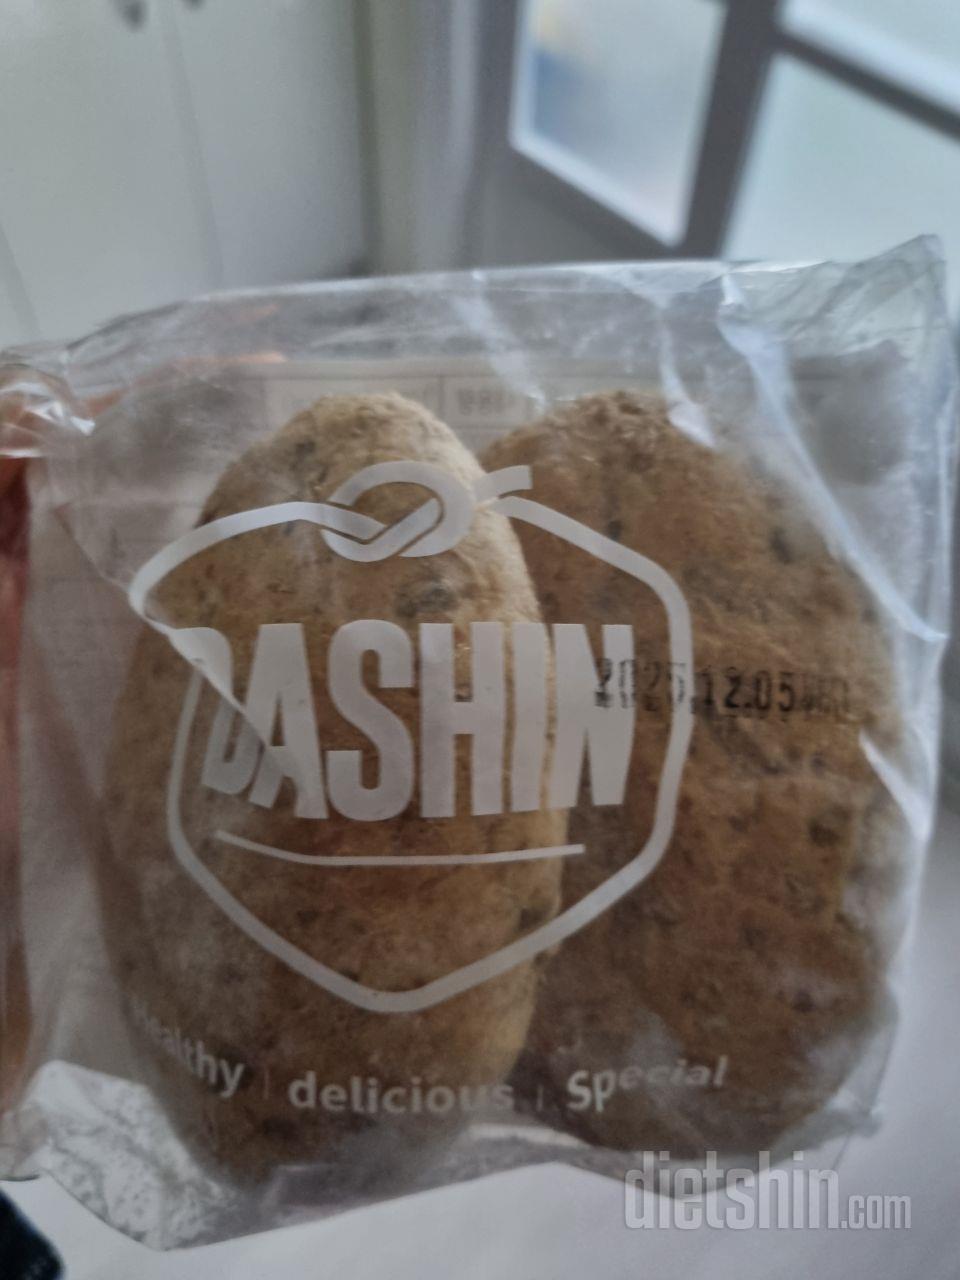 DASHIN
2025.12.05
Healthy | delicious | Special
dietshin.com